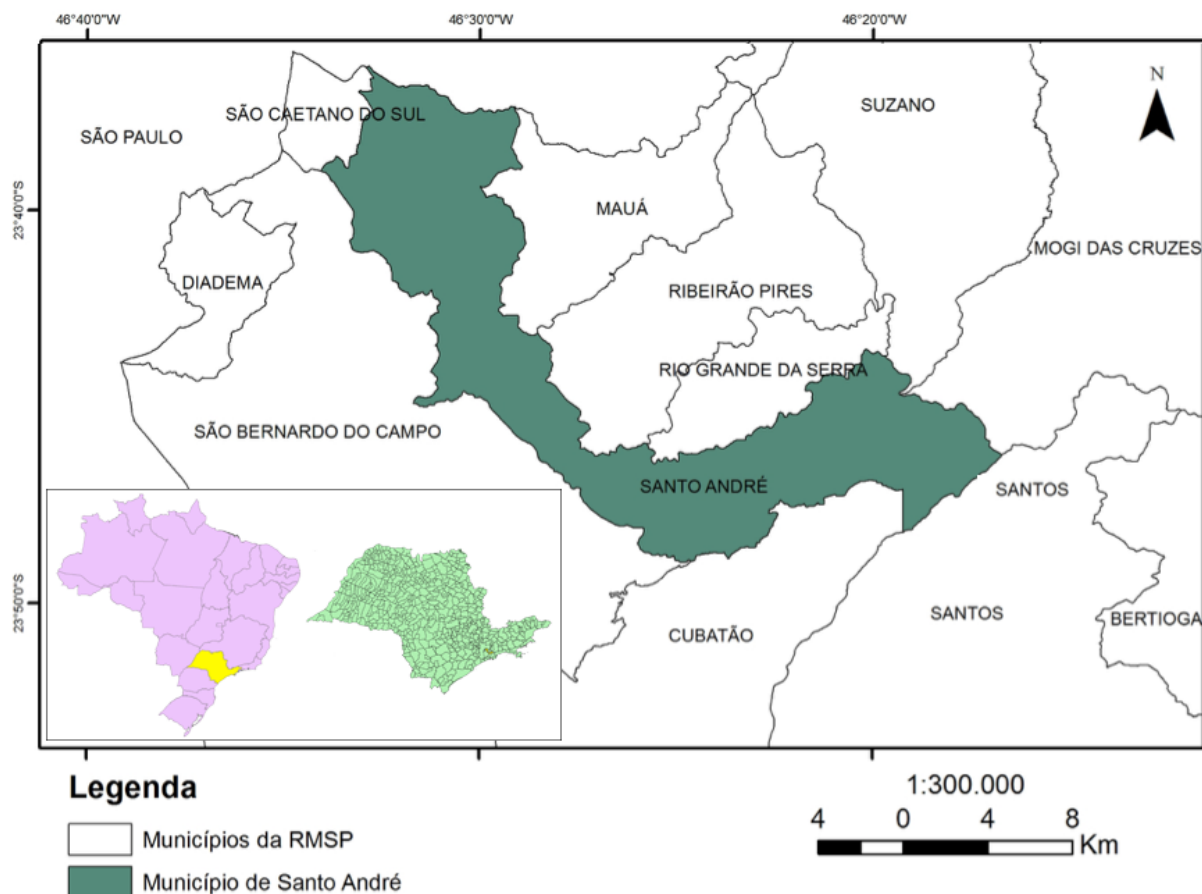 46°40'0"W
46°30'0"W
46°20'0"W
N
SUZANO
SÃO CAETANO DO SUL
SÃO PAULO
23°40'0"S
MAUÁ
MOGI DAS CRUZES
DIADEMA
RIBEIRÃO PIRES
RIO GRANDE DA SERRA
SÃO BERNARDO DO CAMPO
SANTO ANDRÉ
SANTOS
23°50'0"S
SANTOS
BERTIOGA
CUBATÃO
Legenda
Municípios da RMSP
Município de Santo André
1:300.000
4 0 4 8
Km